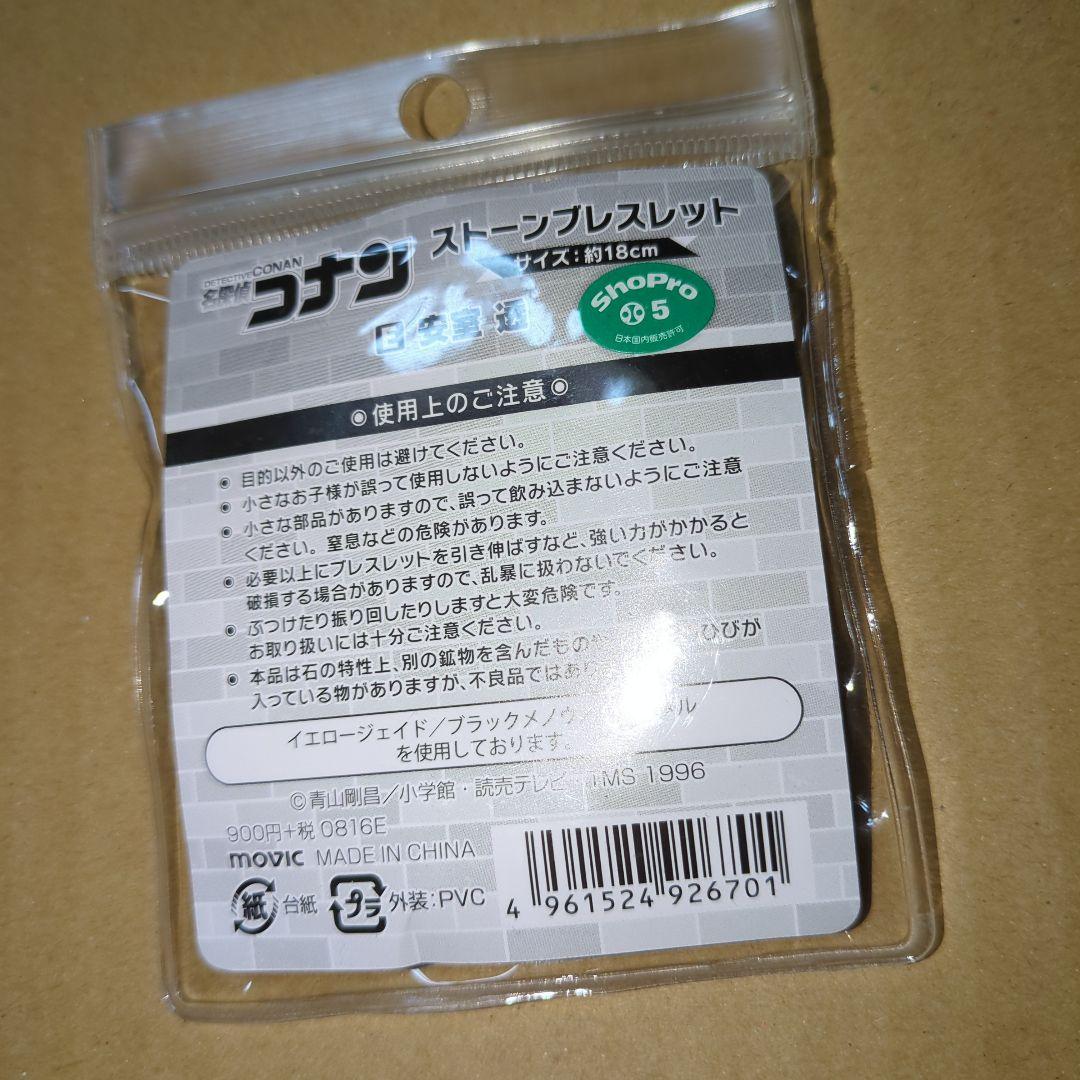 DETECTIVE CONAN
名探偵コナン
ストーンブレスレット
サイズ：約18cm
E 安室 透
ShoPro
5
日本国内販売許可
◉使用上のご注意◉
◉ 目的以外のご使用は避けてください。
◉ 小さなお子様が誤って使用しないようにご注意ください。
◉ 小さな部品がありますので、誤って飲み込まないようにご注意
ください。窒息などの危険があります。
◉ 必要以上にブレスレットを引き伸ばすなど、強い力がかかると
破損する場合がありますので、乱暴に扱わないでください。
◉ ぶつけたり振り回したりしますと大変危険です。
お取り扱いには十分ご注意ください。
◉ 本品は石の特性上、別の鉱物を含んだもの ひびが
入っている物がありますが、不良品ではあり
イエロージェイド／ブラックメノウ ル
を使用しております。
©青山剛昌／小学館・読売テレビ・TMS 1996
900円+税 0816E
movic MADE IN CHINA
紙 台紙 プラ 外装：PVC
4 961524 926701